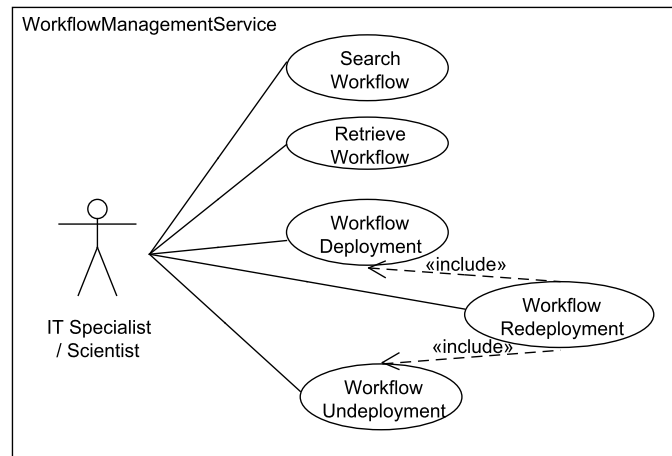 WorkflowManagementService
Search
Workflow
Retrieve
Workflow
Workflow
Deployment
«include»
Workflow
Redeployment
IT Specialist
/ Scientist
«include»
Workflow
Undeployment